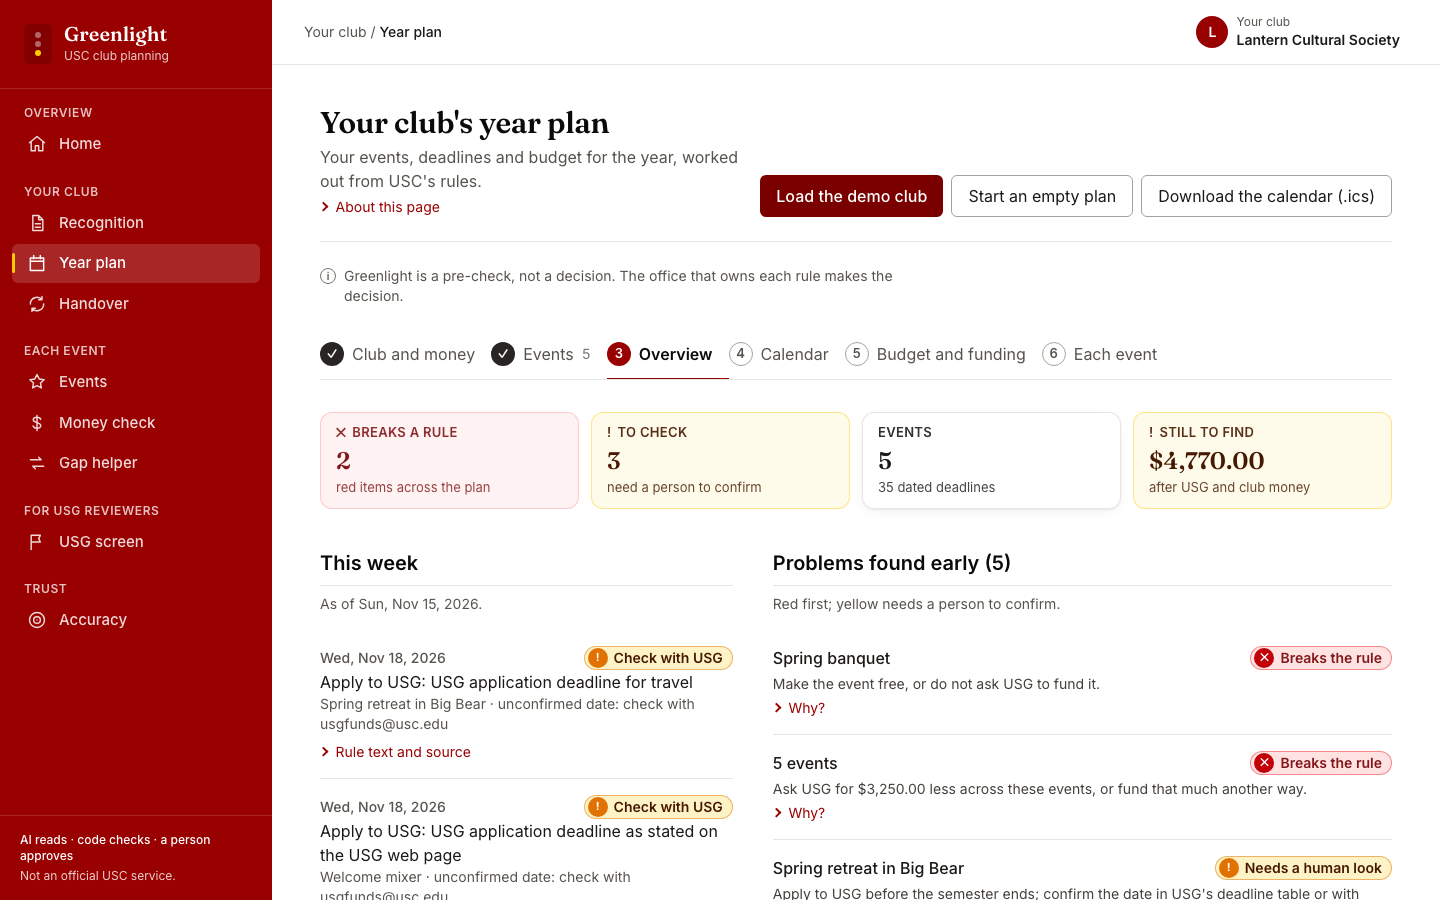 Greenlight
USC club planning
OVERVIEW
Home
YOUR CLUB
Recognition
Year plan
Handover
EACH EVENT
Events
Money check
Gap helper
FOR USG REVIEWERS
USG screen
TRUST
Accuracy
AI reads · code checks · a person
approves
Not an official USC service.
Your club / Year plan
L
Your club
Lantern Cultural Society
Your club's year plan
Your events, deadlines and budget for the year, worked
out from USC's rules.
About this page
Load the demo club
Start an empty plan
Download the calendar (.ics)
Greenlight is a pre-check, not a decision. The office that owns each rule makes the
decision.
Club and money
Events 5
3 Overview
4 Calendar
5 Budget and funding
6 Each event
BREAKS A RULE
2
red items across the plan
! TO CHECK
3
need a person to confirm
EVENTS
5
35 dated deadlines
! STILL TO FIND
$4,770.00
after USG and club money
This week
As of Sun, Nov 15, 2026.
Wed, Nov 18, 2026
! Check with USG
Apply to USG: USG application deadline for travel
Spring retreat in Big Bear · unconfirmed date: check with
usgfunds@usc.edu
Rule text and source
Wed, Nov 18, 2026
! Check with USG
Apply to USG: USG application deadline as stated on
the USG web page
Welcome mixer · unconfirmed date: check with
usgfunds@usc.edu
Problems found early (5)
Red first; yellow needs a person to confirm.
Spring banquet
Breaks the rule
Make the event free, or do not ask USG to fund it.
Why?
5 events
Breaks the rule
Ask USG for $3,250.00 less across these events, or fund that much another way.
Why?
Spring retreat in Big Bear
! Needs a human look
Apply to USG before the semester ends; confirm the date in USG's deadline table or with